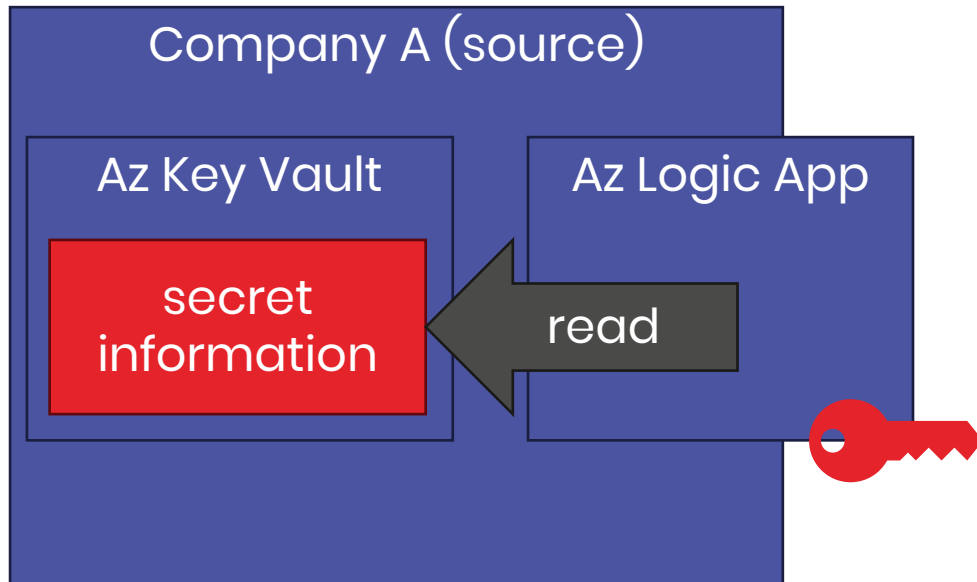 Company A (source)
Az Key Vault
Az Logic App
secret
information
read